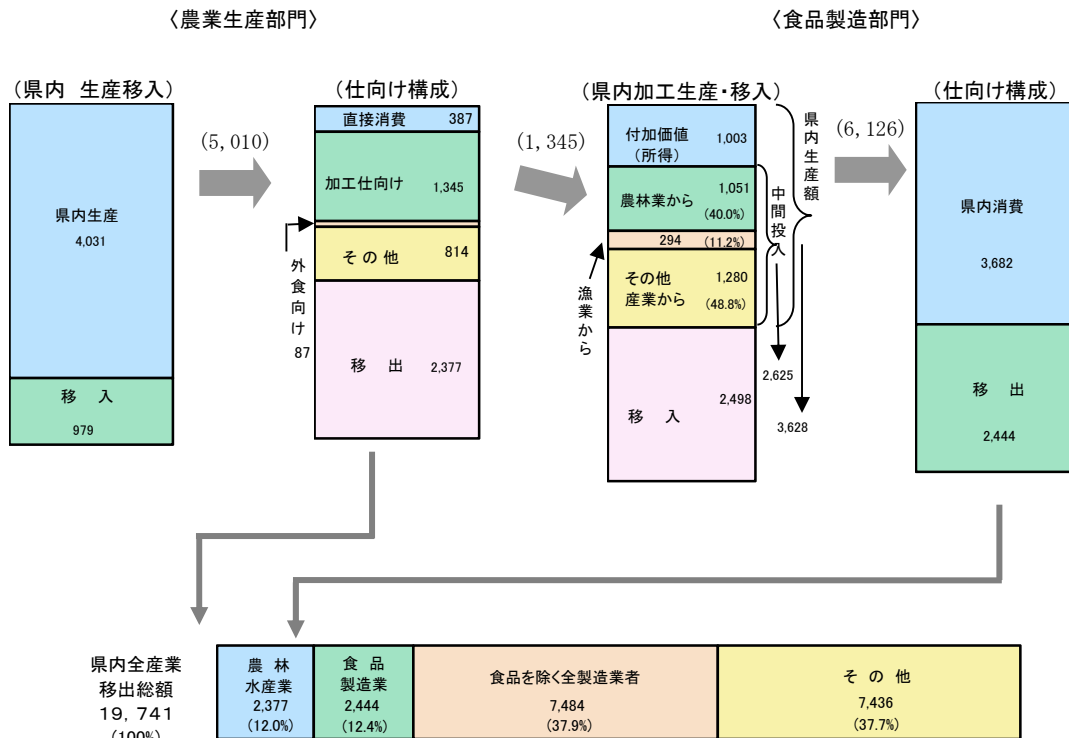 〈農業生産部門〉
〈食品製造部門〉
(県内 生産移入)
(仕向け構成)
(県内加工生産・移入)
(仕向け構成)
県内生産
4,031
移 入
979
(5,010)
直接消費 387
加工仕向け 1,345
外食向け
87
その他 814
移 出 2,377
(1,345)
付加価値
(所得)
1,003
農林業から
1,051
(40.0%)
294 (11.2%)
漁業から
その他
産業から
1,280
(48.8%)
移 入
2,498
中間投入
2,625
県内生産額
3,628
(6,126)
県内消費
3,682
移 出
2,444
県内全産業
移出総額
19,741
(100%)
農 林
水産業
2,377
(12.0%)
食 品
製造業
2,444
(12.4%)
食品を除く全製造業者
7,484
(37.9%)
そ の 他
7,436
(37.7%)